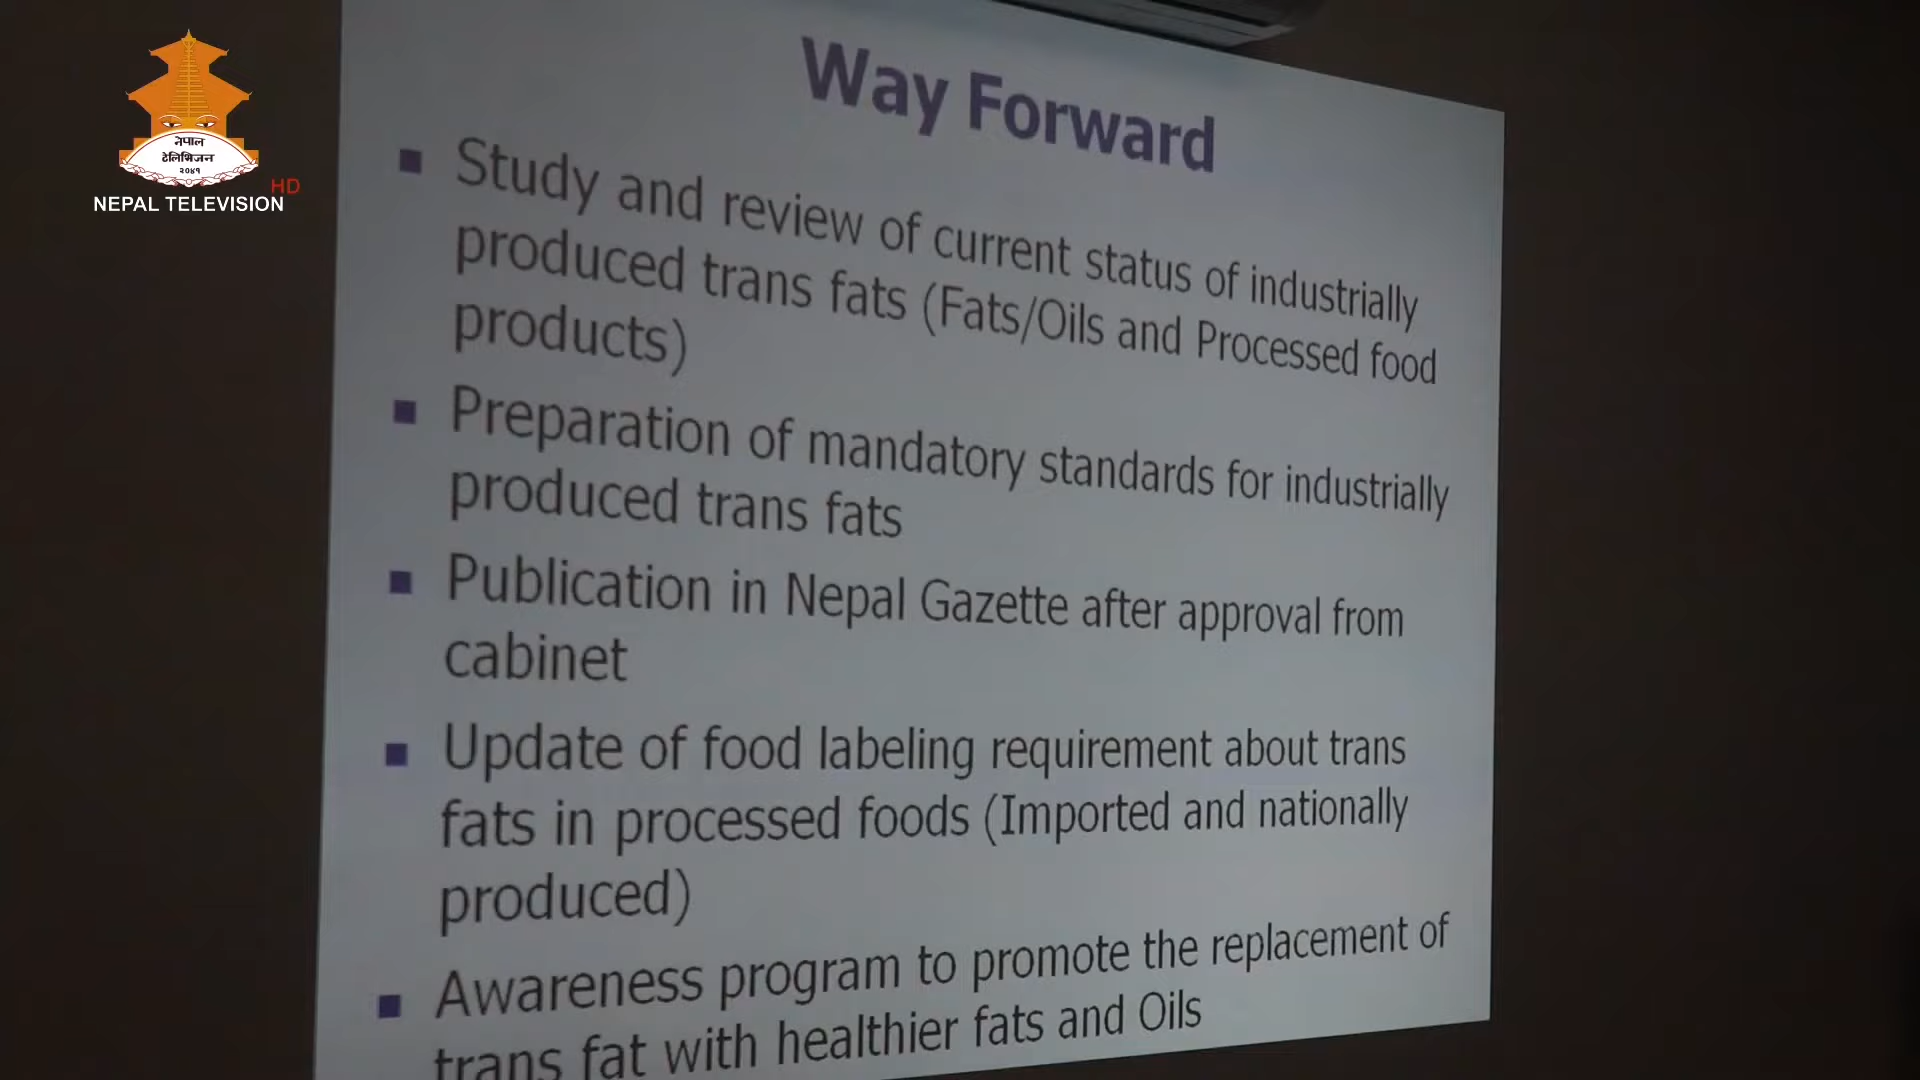 नेपाल
टेलिभिजन
२०४१
HD
NEPAL TELEVISION
Way Forward
Study and review of current status of industrially
produced trans fats (Fats/Oils and Processed food
products)
Preparation of mandatory standards for industrially
produced trans fats
Publication in Nepal Gazette after approval from
cabinet
Update of food labeling requirement about trans
fats in processed foods (Imported and nationally
produced)
Awareness program to promote the replacement of
trans fat with healthier fats and Oils